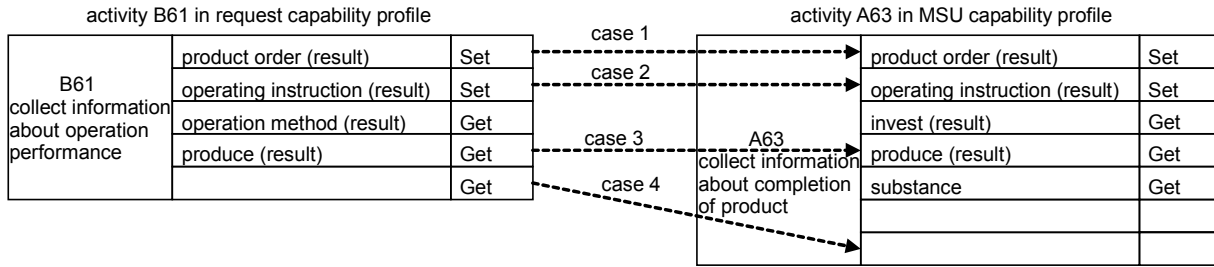 activity B61 in request capability profile
activity A63 in MSU capability profile
B61
collect information
about operation
performance
product order (result) Set
operating instruction (result) Set
operation method (result) Get
produce (result) Get
Get
case 1
case 2
case 3
case 4
A63
collect information
about completion
of product
product order (result) Set
operating instruction (result) Set
invest (result) Get
produce (result) Get
substance Get